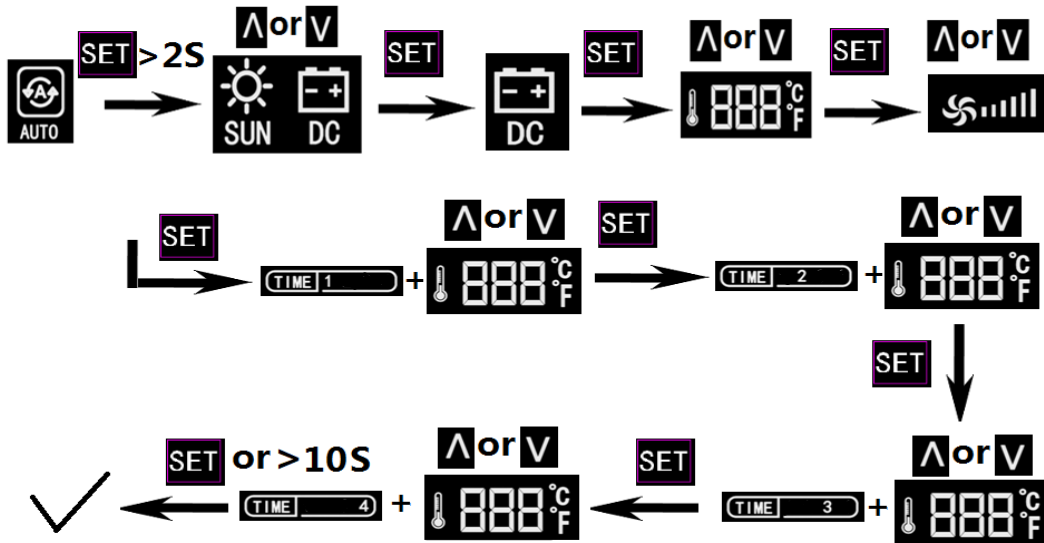 Λ or V
Λ or V
Λ or V
SET >2S
SET
SET
SET
AUTO
SUN
DC
DC
888 °C °F
Λ or V
Λ or V
SET
SET
TIME 1 + 888 °C °F
TIME 2 + 888 °C °F
SET
Λ or V
Λ or V
SET or >10S
SET
TIME 4 + 888 °C °F
TIME 3 + 888 °C °F